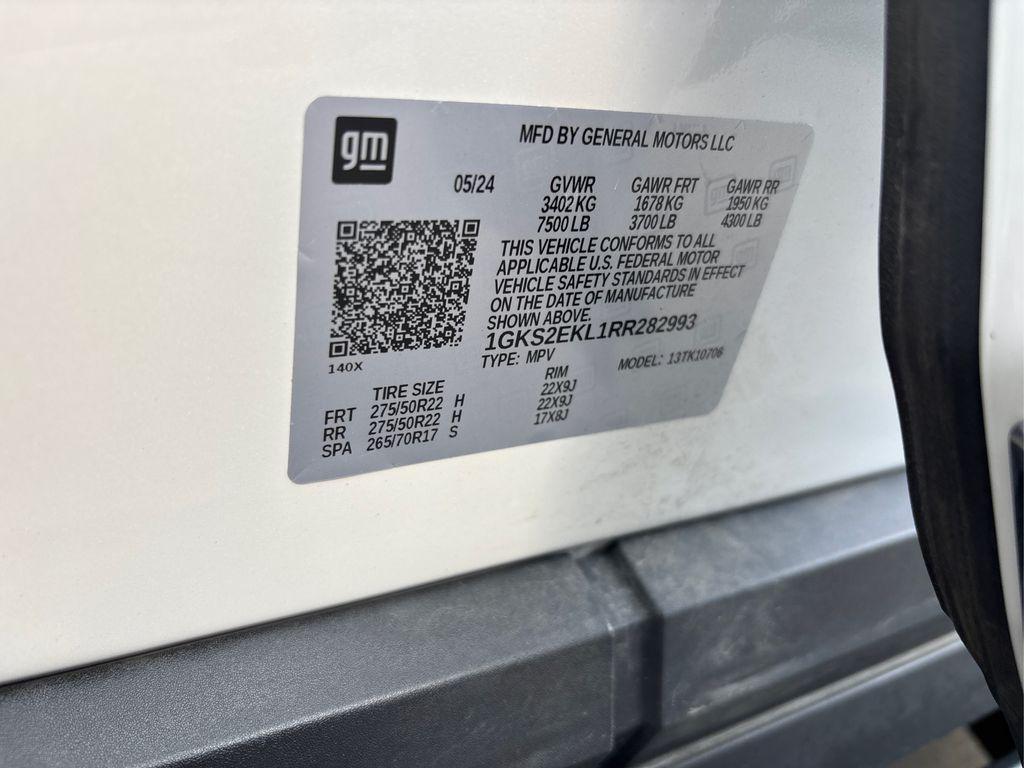 gm
MFD BY GENERAL MOTORS LLC
05/24 GVWR GAWR FRT GAWR RR
3402 KG 1678 KG 1950 KG
7500 LB 3700 LB 4300 LB
THIS VEHICLE CONFORMS TO ALL
APPLICABLE U.S. FEDERAL MOTOR
VEHICLE SAFETY STANDARDS IN EFFECT
ON THE DATE OF MANUFACTURE
SHOWN ABOVE.
1GKS2EKL1RR282993
140X
TYPE: MPV MODEL: 13TK10706
TIRE SIZE RIM
FRT 275/50R22 H 22X9J
RR 275/50R22 H 22X9J
SPA 265/70R17 S 17X8J